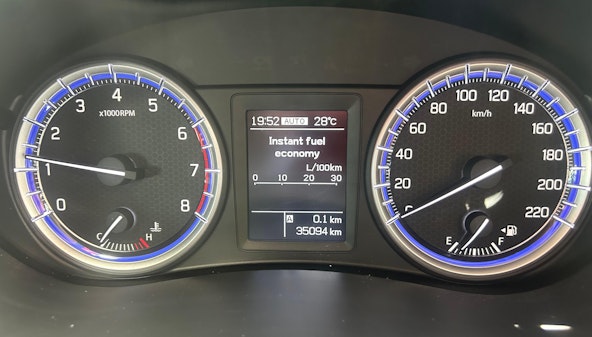 x1000RPM
0
1
2
3
4
5
6
7
8
C
H
19:52 AUTO 28°C
Instant fuel
economy
L/100km
0 10 20 30
A 0.1 km
35094 km
km/h
0
20
40
60
80
100
120
140
160
180
200
220
E
F